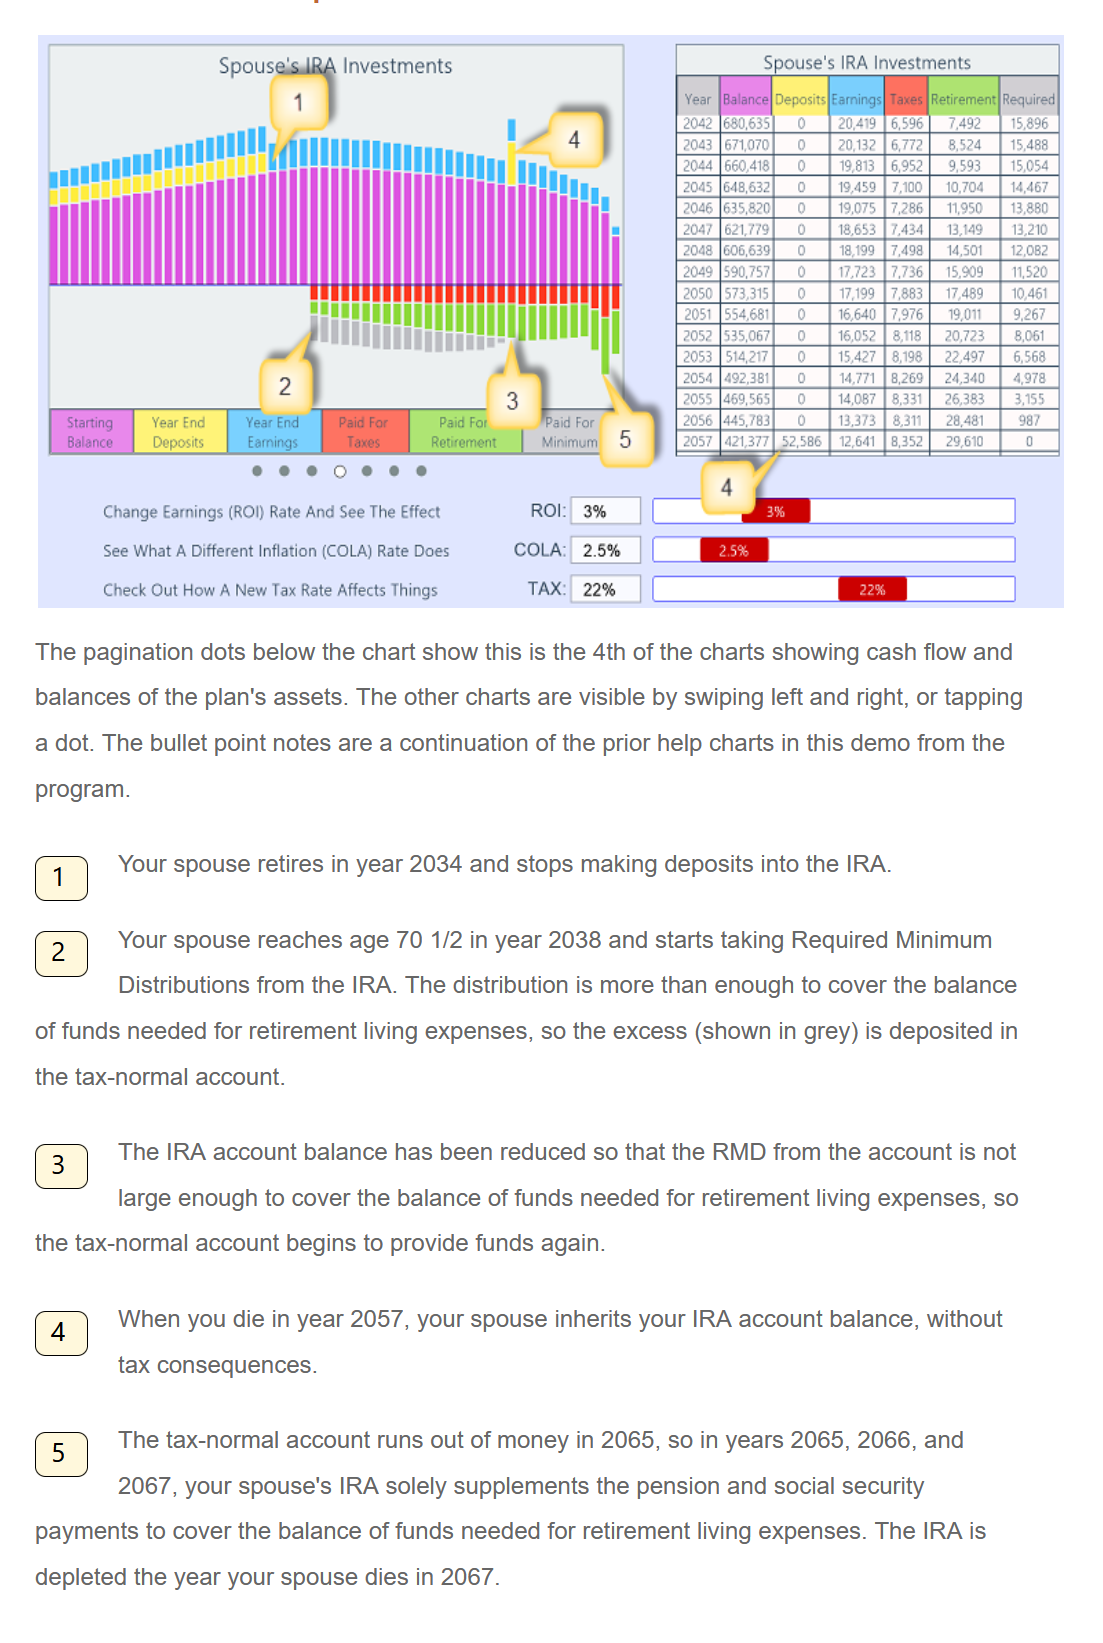 Spouse's IRA Investments
1
4
2
3
5
Starting Balance
Year End Deposits
Year End Earnings
Paid For Taxes
Paid For Retirement
Paid For Minimum
Spouse's IRA Investments
Year Balance Deposits Earnings Taxes Retirement Required
2042 680,635 0 20,419 6,596 7,492 15,896
2043 671,070 0 20,132 6,772 8,524 15,488
2044 660,418 0 19,813 6,952 9,593 15,054
2045 648,632 0 19,459 7,100 10,704 14,467
2046 635,820 0 19,075 7,286 11,950 13,880
2047 621,779 0 18,653 7,434 13,149 13,210
2048 606,639 0 18,199 7,498 14,501 12,082
2049 590,757 0 17,723 7,736 15,909 11,520
2050 573,315 0 17,199 7,883 17,489 10,461
2051 554,681 0 16,640 7,976 19,011 9,267
2052 535,067 0 16,052 8,118 20,723 8,061
2053 514,217 0 15,427 8,198 22,497 6,568
2054 492,381 0 14,771 8,269 24,340 4,978
2055 469,565 0 14,087 8,331 26,383 3,155
2056 445,783 0 13,373 8,311 28,481 987
2057 421,377 52,586 12,641 8,352 29,610 0
4
Change Earnings (ROI) Rate And See The Effect ROI: 3% 3%
See What A Different Inflation (COLA) Rate Does COLA: 2.5% 2.5%
Check Out How A New Tax Rate Affects Things TAX: 22% 22%
The pagination dots below the chart show this is the 4th of the charts showing cash flow and
balances of the plan's assets. The other charts are visible by swiping left and right, or tapping
a dot. The bullet point notes are a continuation of the prior help charts in this demo from the
program.
1 Your spouse retires in year 2034 and stops making deposits into the IRA.
2 Your spouse reaches age 70 1/2 in year 2038 and starts taking Required Minimum
Distributions from the IRA. The distribution is more than enough to cover the balance
of funds needed for retirement living expenses, so the excess (shown in grey) is deposited in
the tax-normal account.
3 The IRA account balance has been reduced so that the RMD from the account is not
large enough to cover the balance of funds needed for retirement living expenses, so
the tax-normal account begins to provide funds again.
4 When you die in year 2057, your spouse inherits your IRA account balance, without
tax consequences.
5 The tax-normal account runs out of money in 2065, so in years 2065, 2066, and
2067, your spouse's IRA solely supplements the pension and social security
payments to cover the balance of funds needed for retirement living expenses. The IRA is
depleted the year your spouse dies in 2067.